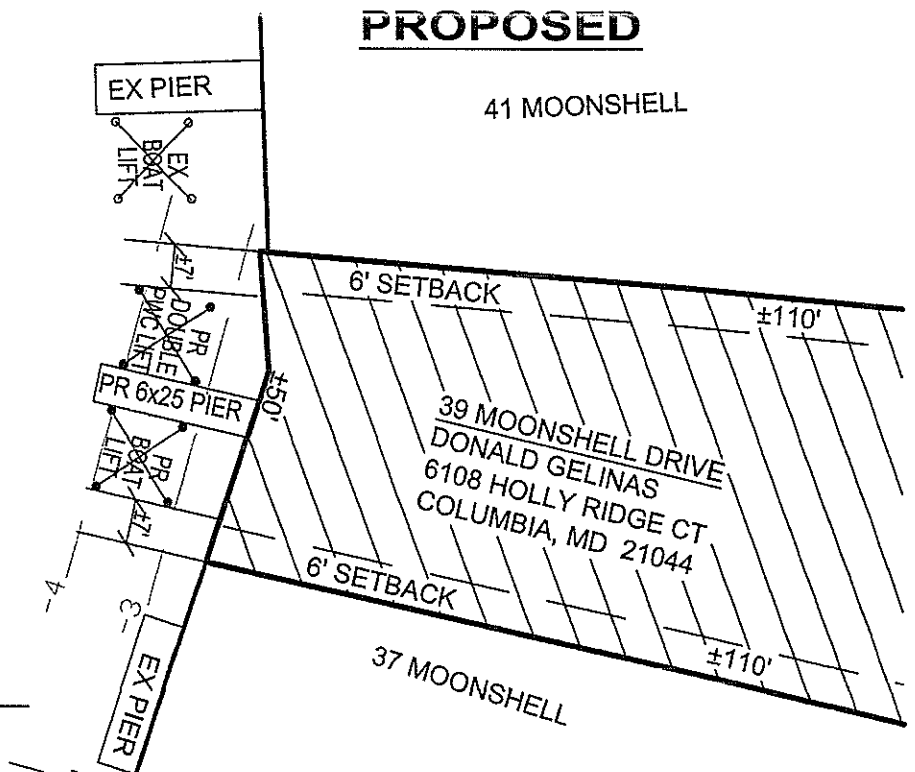 PROPOSED
EX PIER
41 MOONSHELL
EX
BOAT
LIFT
±7'
6' SETBACK
±110'
PR
DOUBLE
PWC LIFT
PR 6x25 PIER
±50'
39 MOONSHELL DRIVE
DONALD GELINAS
6108 HOLLY RIDGE CT
COLUMBIA, MD 21044
PR
BOAT
LIFT
±7'
6' SETBACK
-4
-3-
±110'
37 MOONSHELL
EX PIER